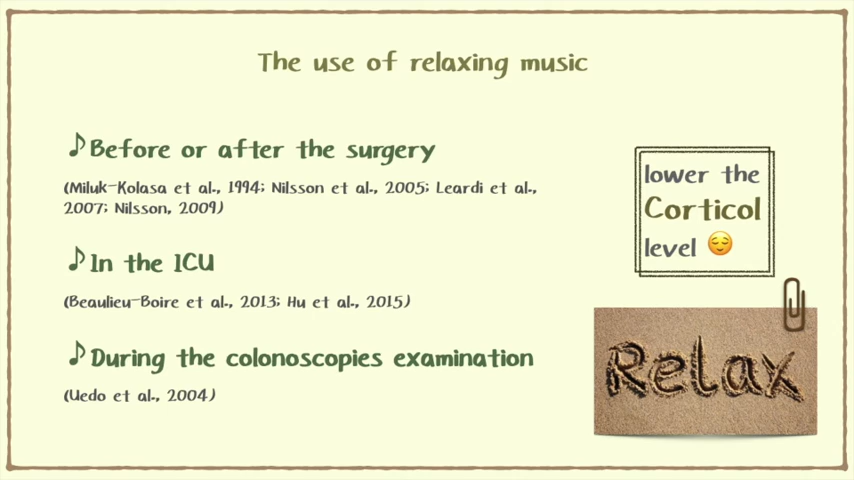 The use of relaxing music
♪Before or after the surgery
(Miluk-Kolasa et al., 1994; Nilsson et al., 2005; Leardi et al.,
2007; Nilsson, 2009)
♪In the ICU
(Beaulieu-Boire et al., 2013; Hu et al., 2015)
♪During the colonoscopies examination
(Uedo et al., 2004)
lower the
Corticol
level 😌
Relax